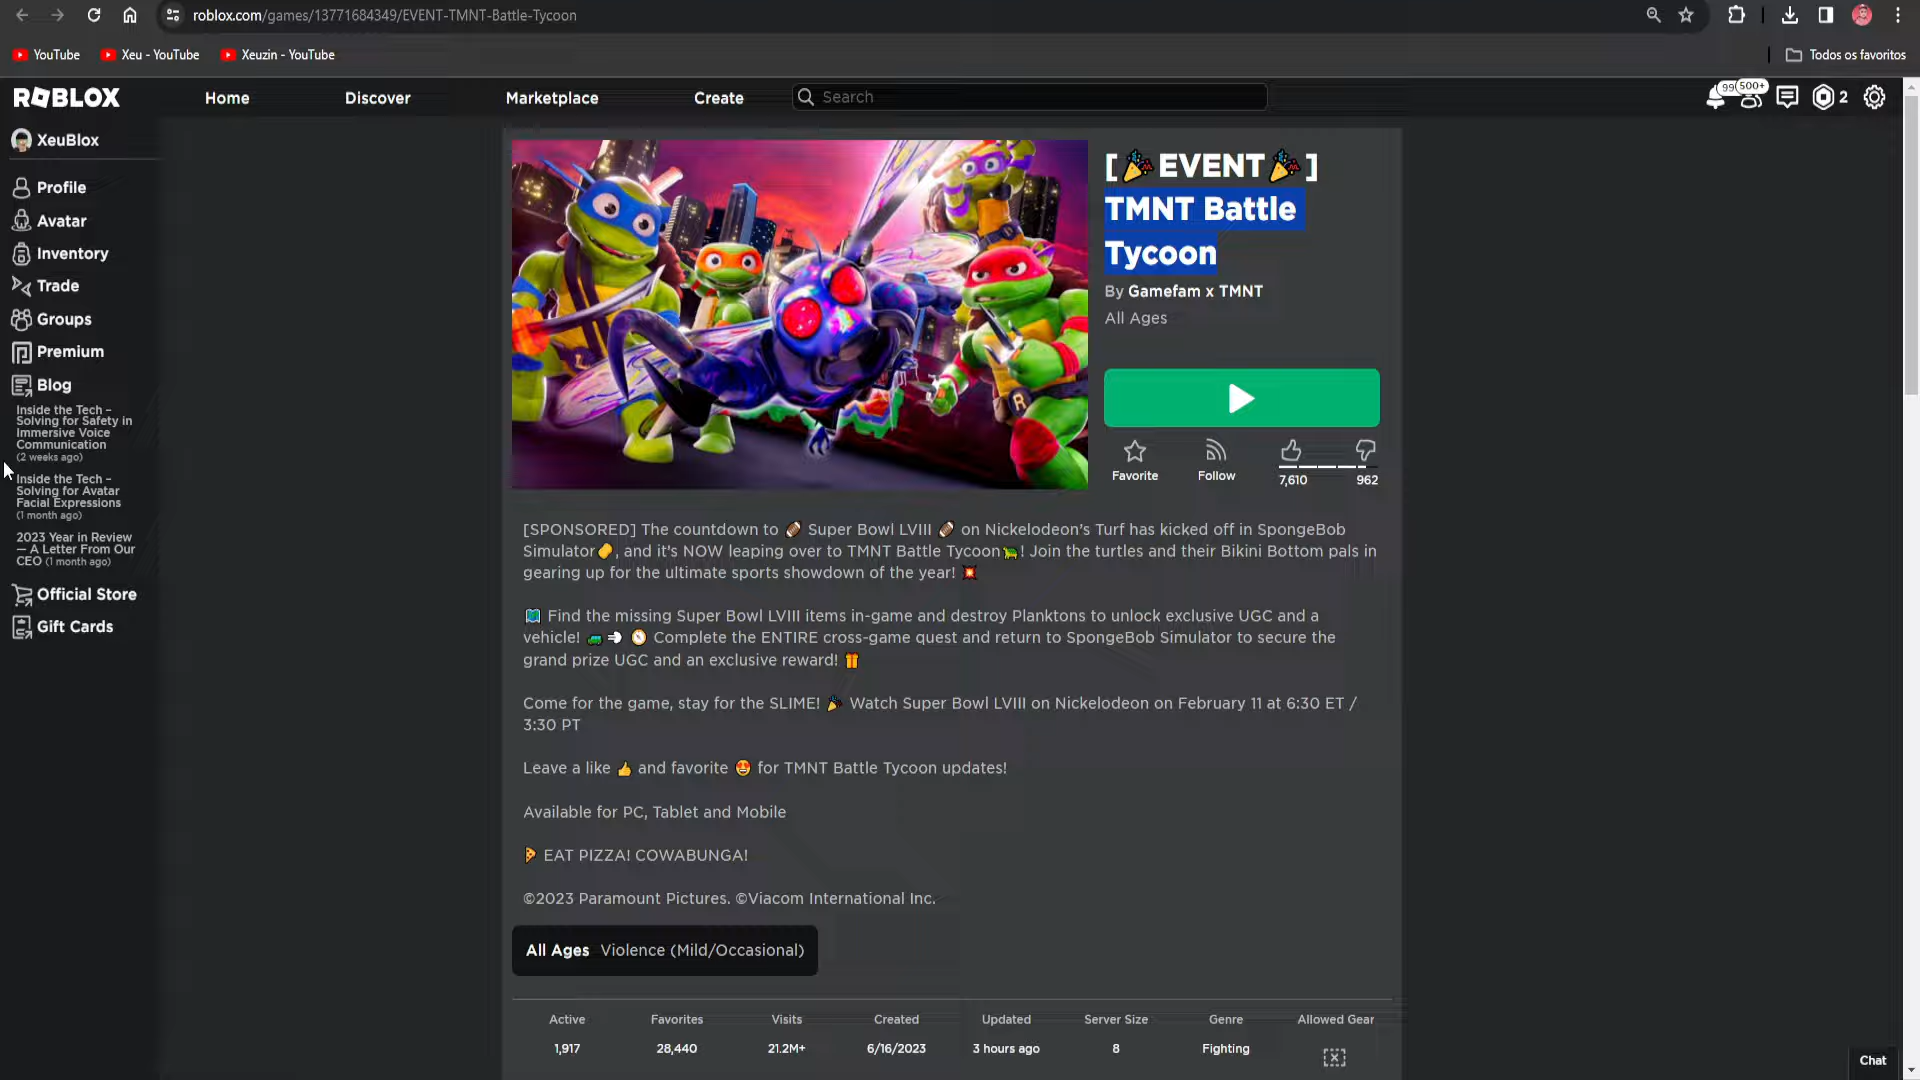 roblox.com/games/13771684349/EVENT-TMNT-Battle-Tycoon
YouTube
Xeu - YouTube
Xeuzin - YouTube
Todos os favoritos
ROBLOX
Home
Discover
Marketplace
Create
Search
99
500+
2
XeuBlox
Profile
Avatar
Inventory
Trade
Groups
Premium
Blog
Inside the Tech –
Solving for Safety in
Immersive Voice
Communication
(2 weeks ago)
Inside the Tech –
Solving for Avatar
Facial Expressions
(1 month ago)
2023 Year in Review
— A Letter From Our
CEO (1 month ago)
Official Store
Gift Cards
R
[🎉EVENT🎉]
TMNT Battle
Tycoon
By Gamefam x TMNT
All Ages
Favorite
Follow
7,610
962
[SPONSORED] The countdown to 🏈 Super Bowl LVIII 🏈 on Nickelodeon's Turf has kicked off in SpongeBob
Simulator🧽, and it's NOW leaping over to TMNT Battle Tycoon🐢! Join the turtles and their Bikini Bottom pals in
gearing up for the ultimate sports showdown of the year! 💥
🗺️ Find the missing Super Bowl LVIII items in-game and destroy Planktons to unlock exclusive UGC and a
vehicle! 🚙💨 🧭 Complete the ENTIRE cross-game quest and return to SpongeBob Simulator to secure the
grand prize UGC and an exclusive reward! 🎁
Come for the game, stay for the SLIME! 🎉 Watch Super Bowl LVIII on Nickelodeon on February 11 at 6:30 ET /
3:30 PT
Leave a like 👍 and favorite 😍 for TMNT Battle Tycoon updates!
Available for PC, Tablet and Mobile
🍕 EAT PIZZA! COWABUNGA!
©2023 Paramount Pictures. ©Viacom International Inc.
All Ages Violence (Mild/Occasional)
Active
Favorites
Visits
Created
Updated
Server Size
Genre
Allowed Gear
1,917
28,440
21.2M+
6/16/2023
3 hours ago
8
Fighting
Chat